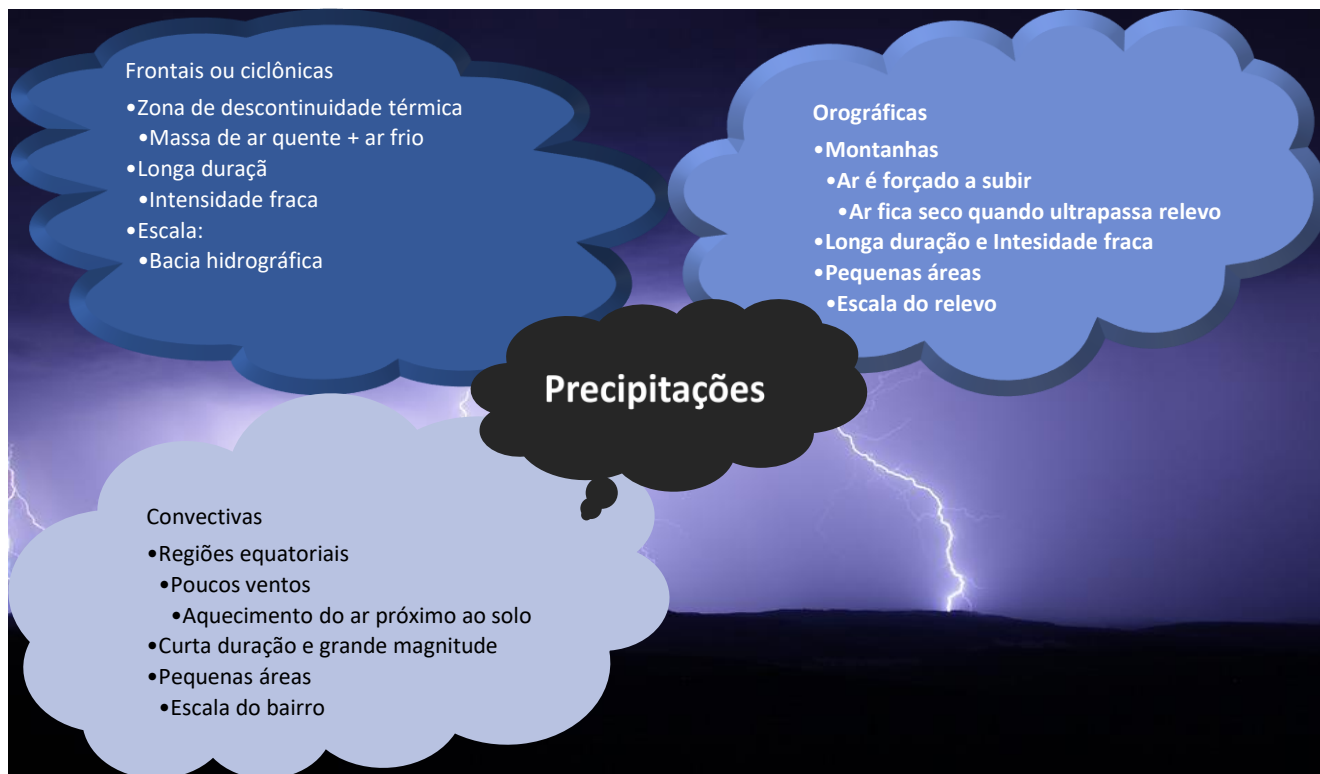 Frontais ou ciclônicas
•Zona de descontinuidade térmica
•Massa de ar quente + ar frio
•Longa duraçã
•Intensidade fraca
•Escala:
•Bacia hidrográfica
Orográficas
•Montanhas
•Ar é forçado a subir
•Ar fica seco quando ultrapassa relevo
•Longa duração e Intesidade fraca
•Pequenas áreas
•Escala do relevo
Precipitações
Convectivas
•Regiões equatoriais
•Poucos ventos
•Aquecimento do ar próximo ao solo
•Curta duração e grande magnitude
•Pequenas áreas
•Escala do bairro